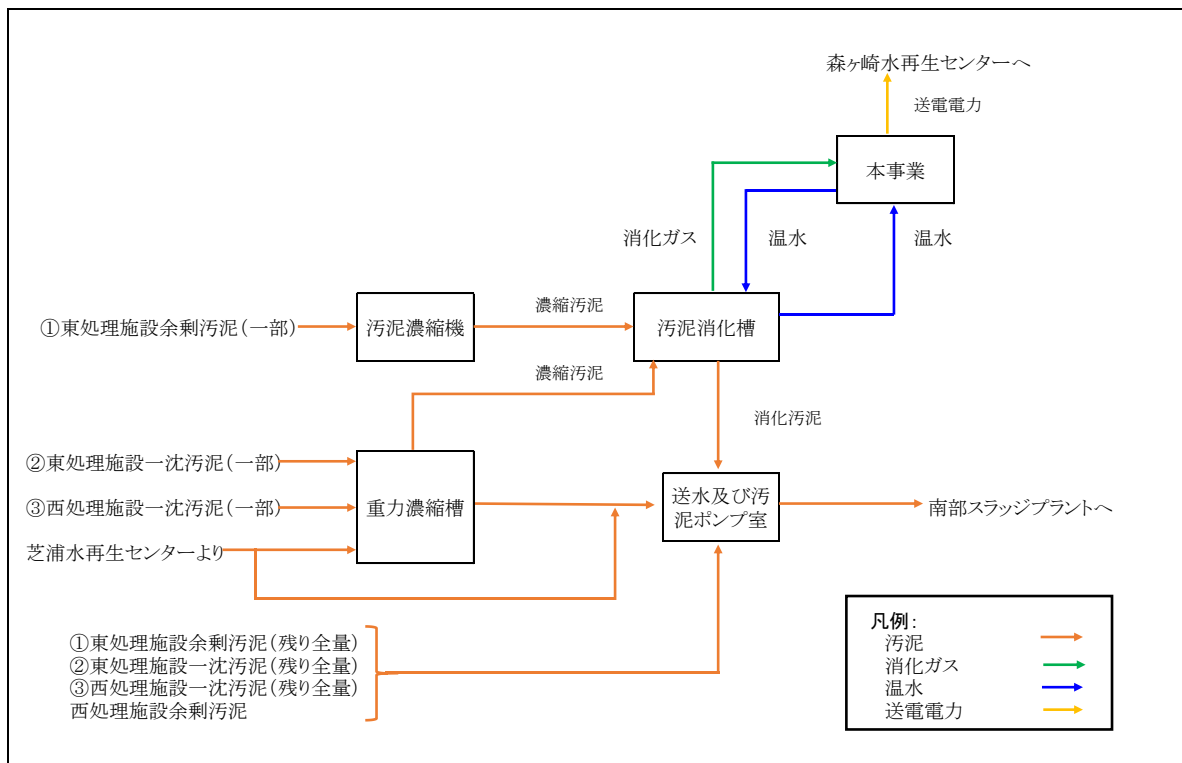 森ヶ崎水再生センターへ
送電電力
本事業
消化ガス
温水
温水
濃縮汚泥
①東処理施設余剰汚泥(一部)
汚泥濃縮機
汚泥消化槽
濃縮汚泥
消化汚泥
②東処理施設一沈汚泥(一部)
③西処理施設一沈汚泥(一部)
芝浦水再生センターより
重力濃縮槽
送水及び汚
泥ポンプ室
南部スラッジプラントへ
①東処理施設余剰汚泥(残り全量)
②東処理施設一沈汚泥(残り全量)
③西処理施設一沈汚泥(残り全量)
西処理施設余剰汚泥
凡例:
汚泥
消化ガス
温水
送電電力